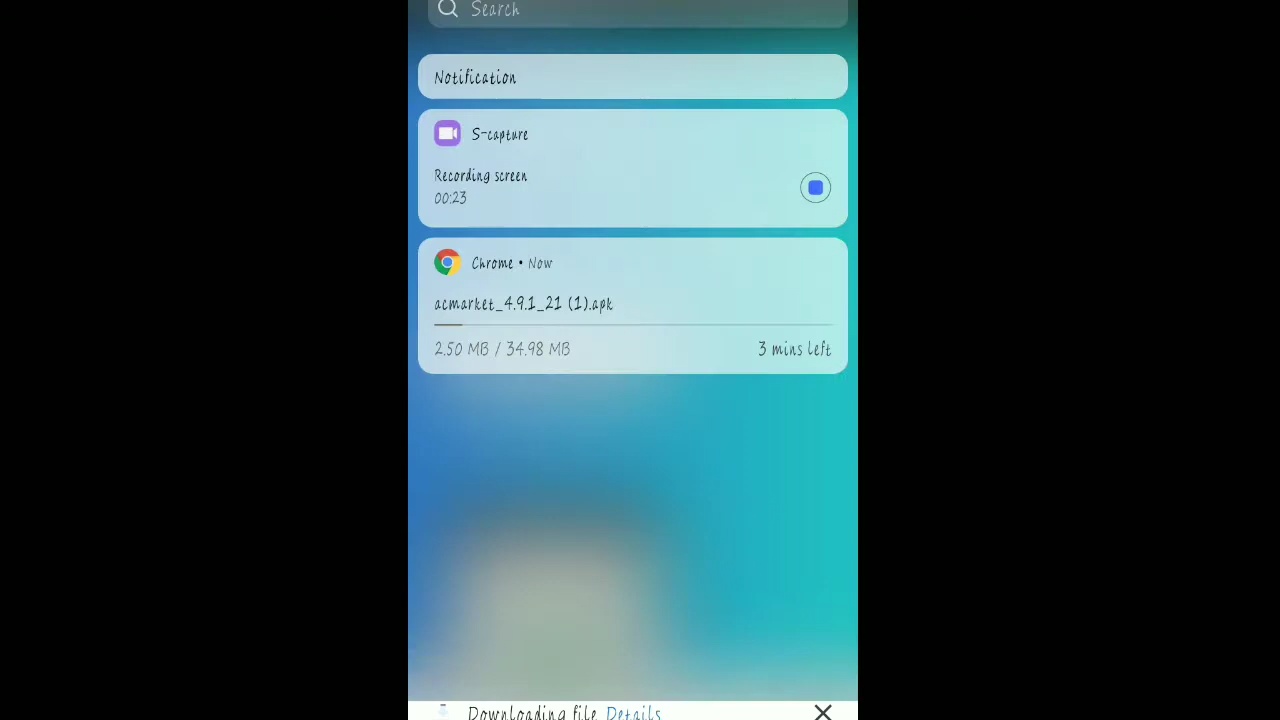 Search
Notification
S-capture
Recording screen
00:23
Chrome • Now
acmarket_4.9.1_21 (1).apk
2.50 MB / 34.98 MB
3 mins left
Downloading file Details